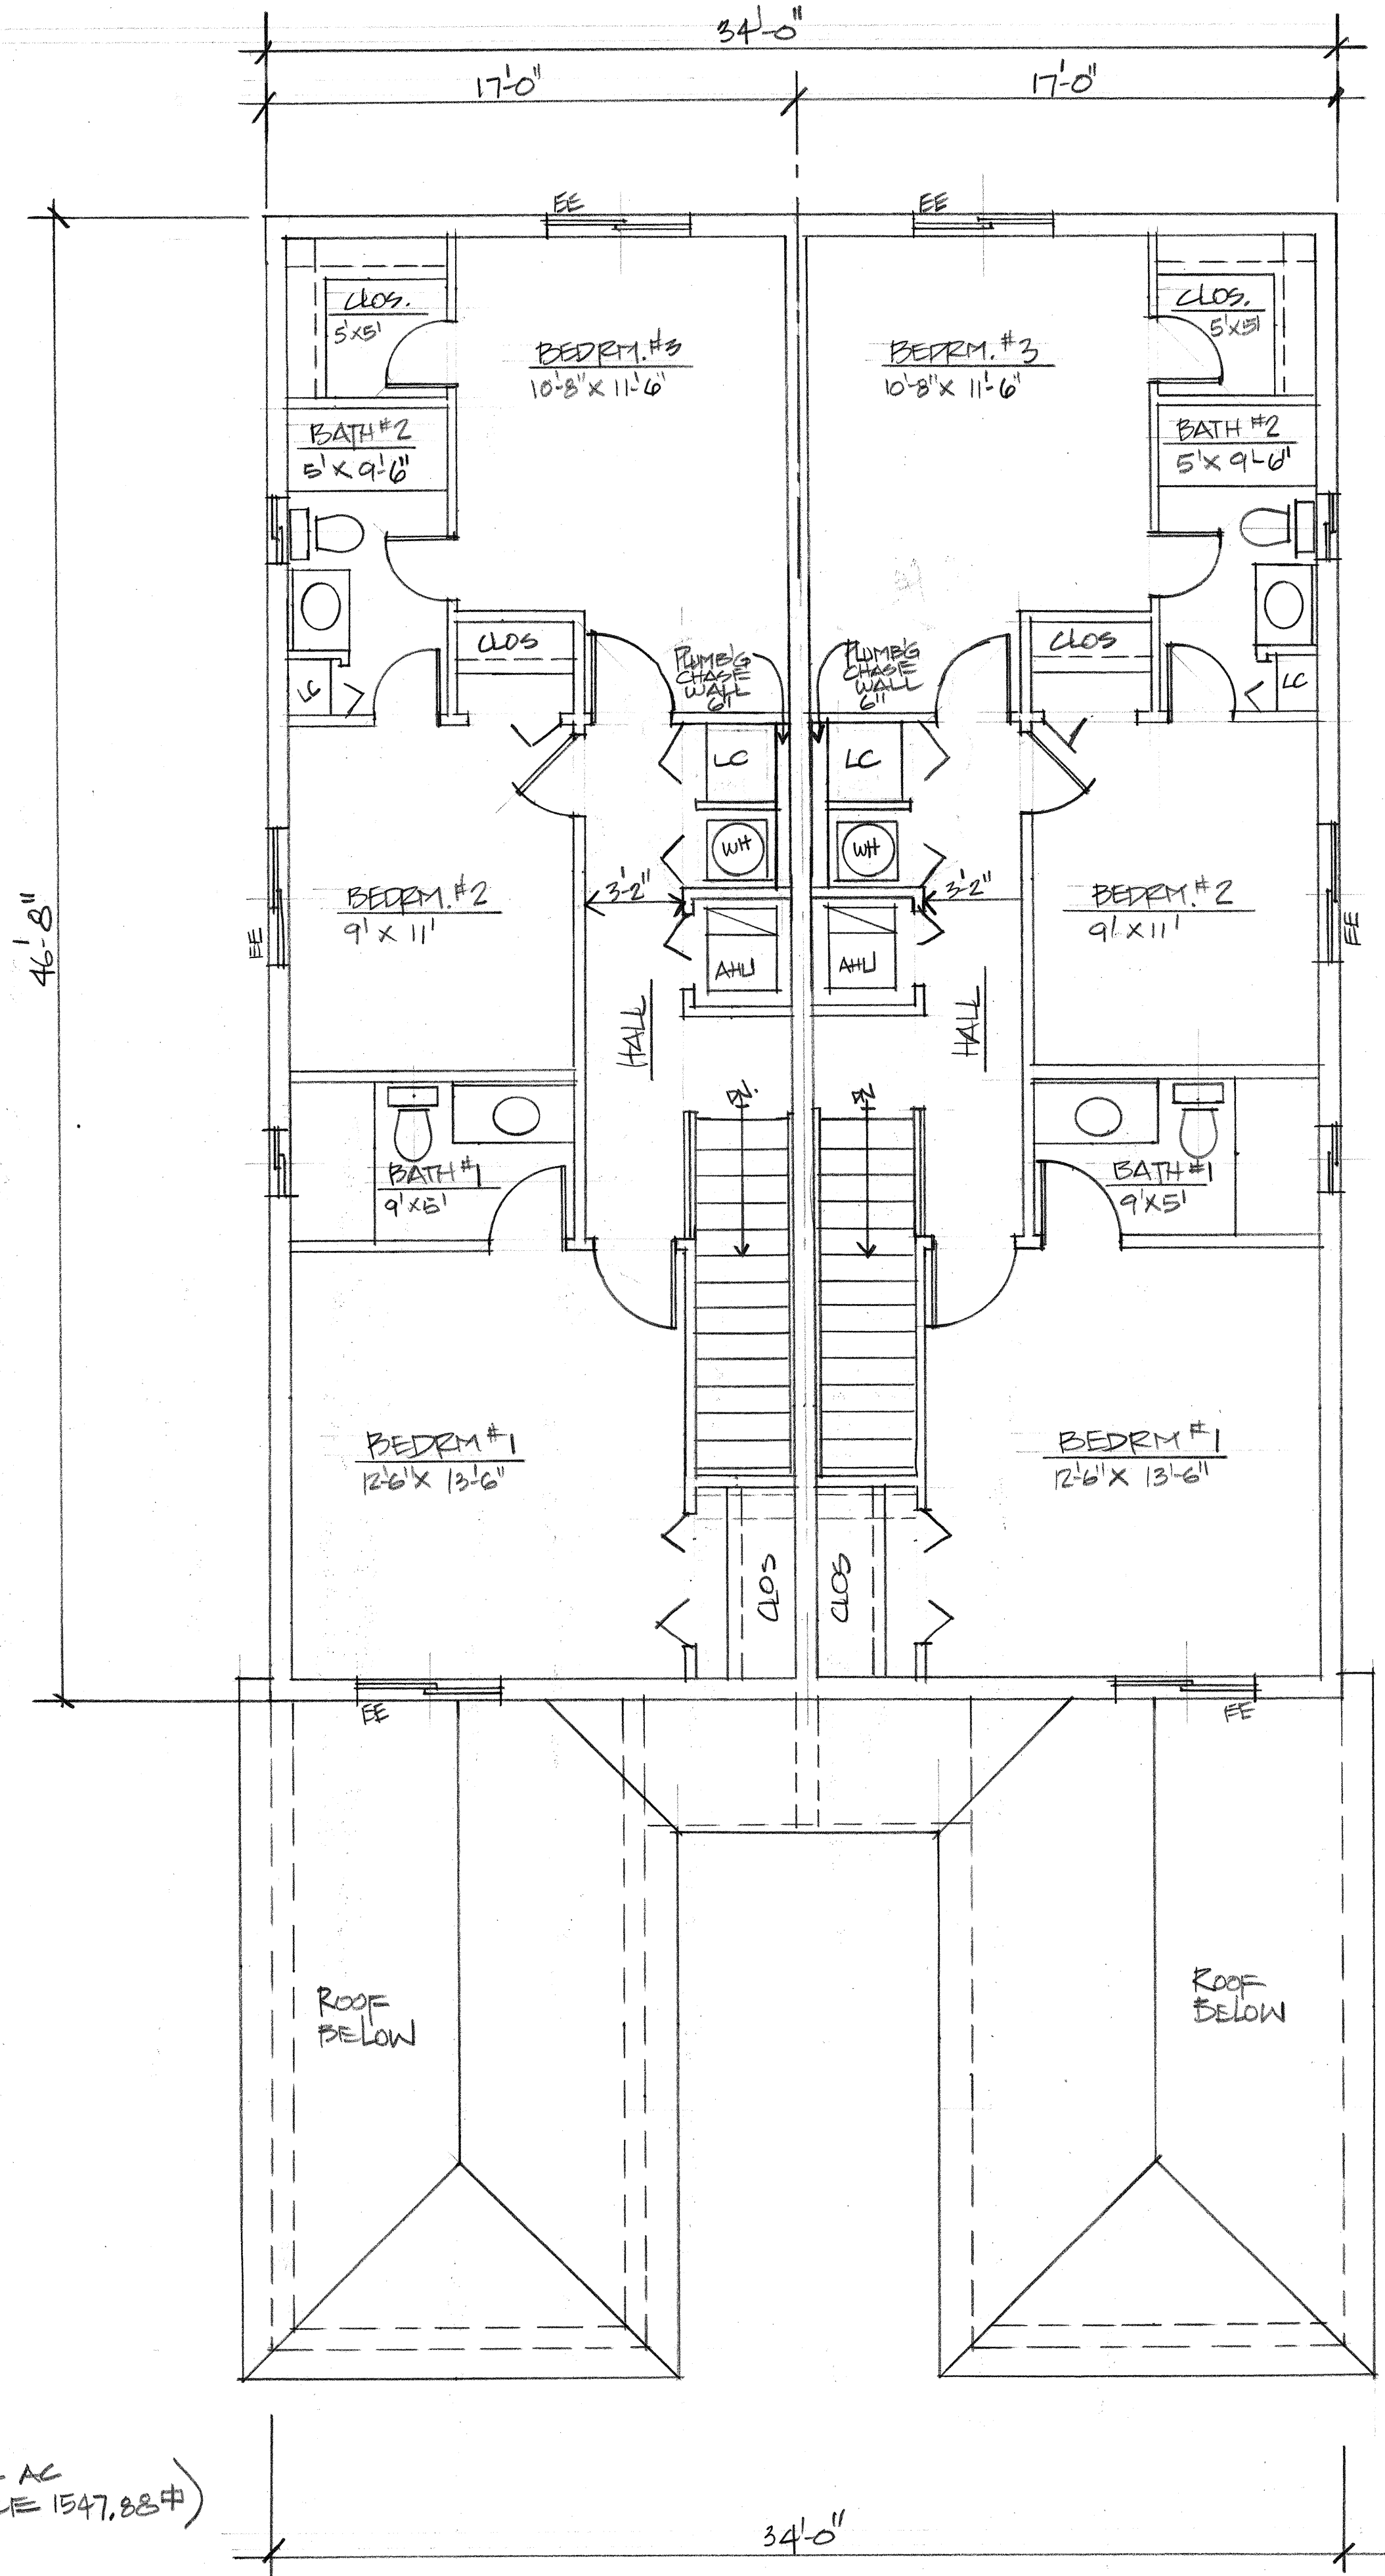 34'-0"
17'-0"
17'-0"
EE
EE
CLOS.
5'X5'
CLOS.
5'X5'
BEDRM. #3
10'-8" X 11'-6"
BEDRM. #3
10'-8" X 11'-6"
BATH #2
5' X 9'-6"
BATH #2
5' X 9'-6"
CLOS
CLOS
PLUMB'G
CHASE
WALL
6"
PLUMB'G
CHASE
WALL
6"
LC
LC
LC
LC
WH
WH
3'-2"
3'-2"
BEDRM. #2
9' X 11'
BEDRM. #2
9' X 11'
EE
EE
46'-8"
AHU
AHU
HALL
HALL
DN.
DN
BATH #1
9'X5'
BATH #1
9'X5'
BEDRM #1
12'-6" X 13'-6"
BEDRM #1
12'-6" X 13'-6"
CLOS
CLOS
EE
EE
ROOF
BELOW
ROOF
BELOW
AC
1547.88
34'-0"